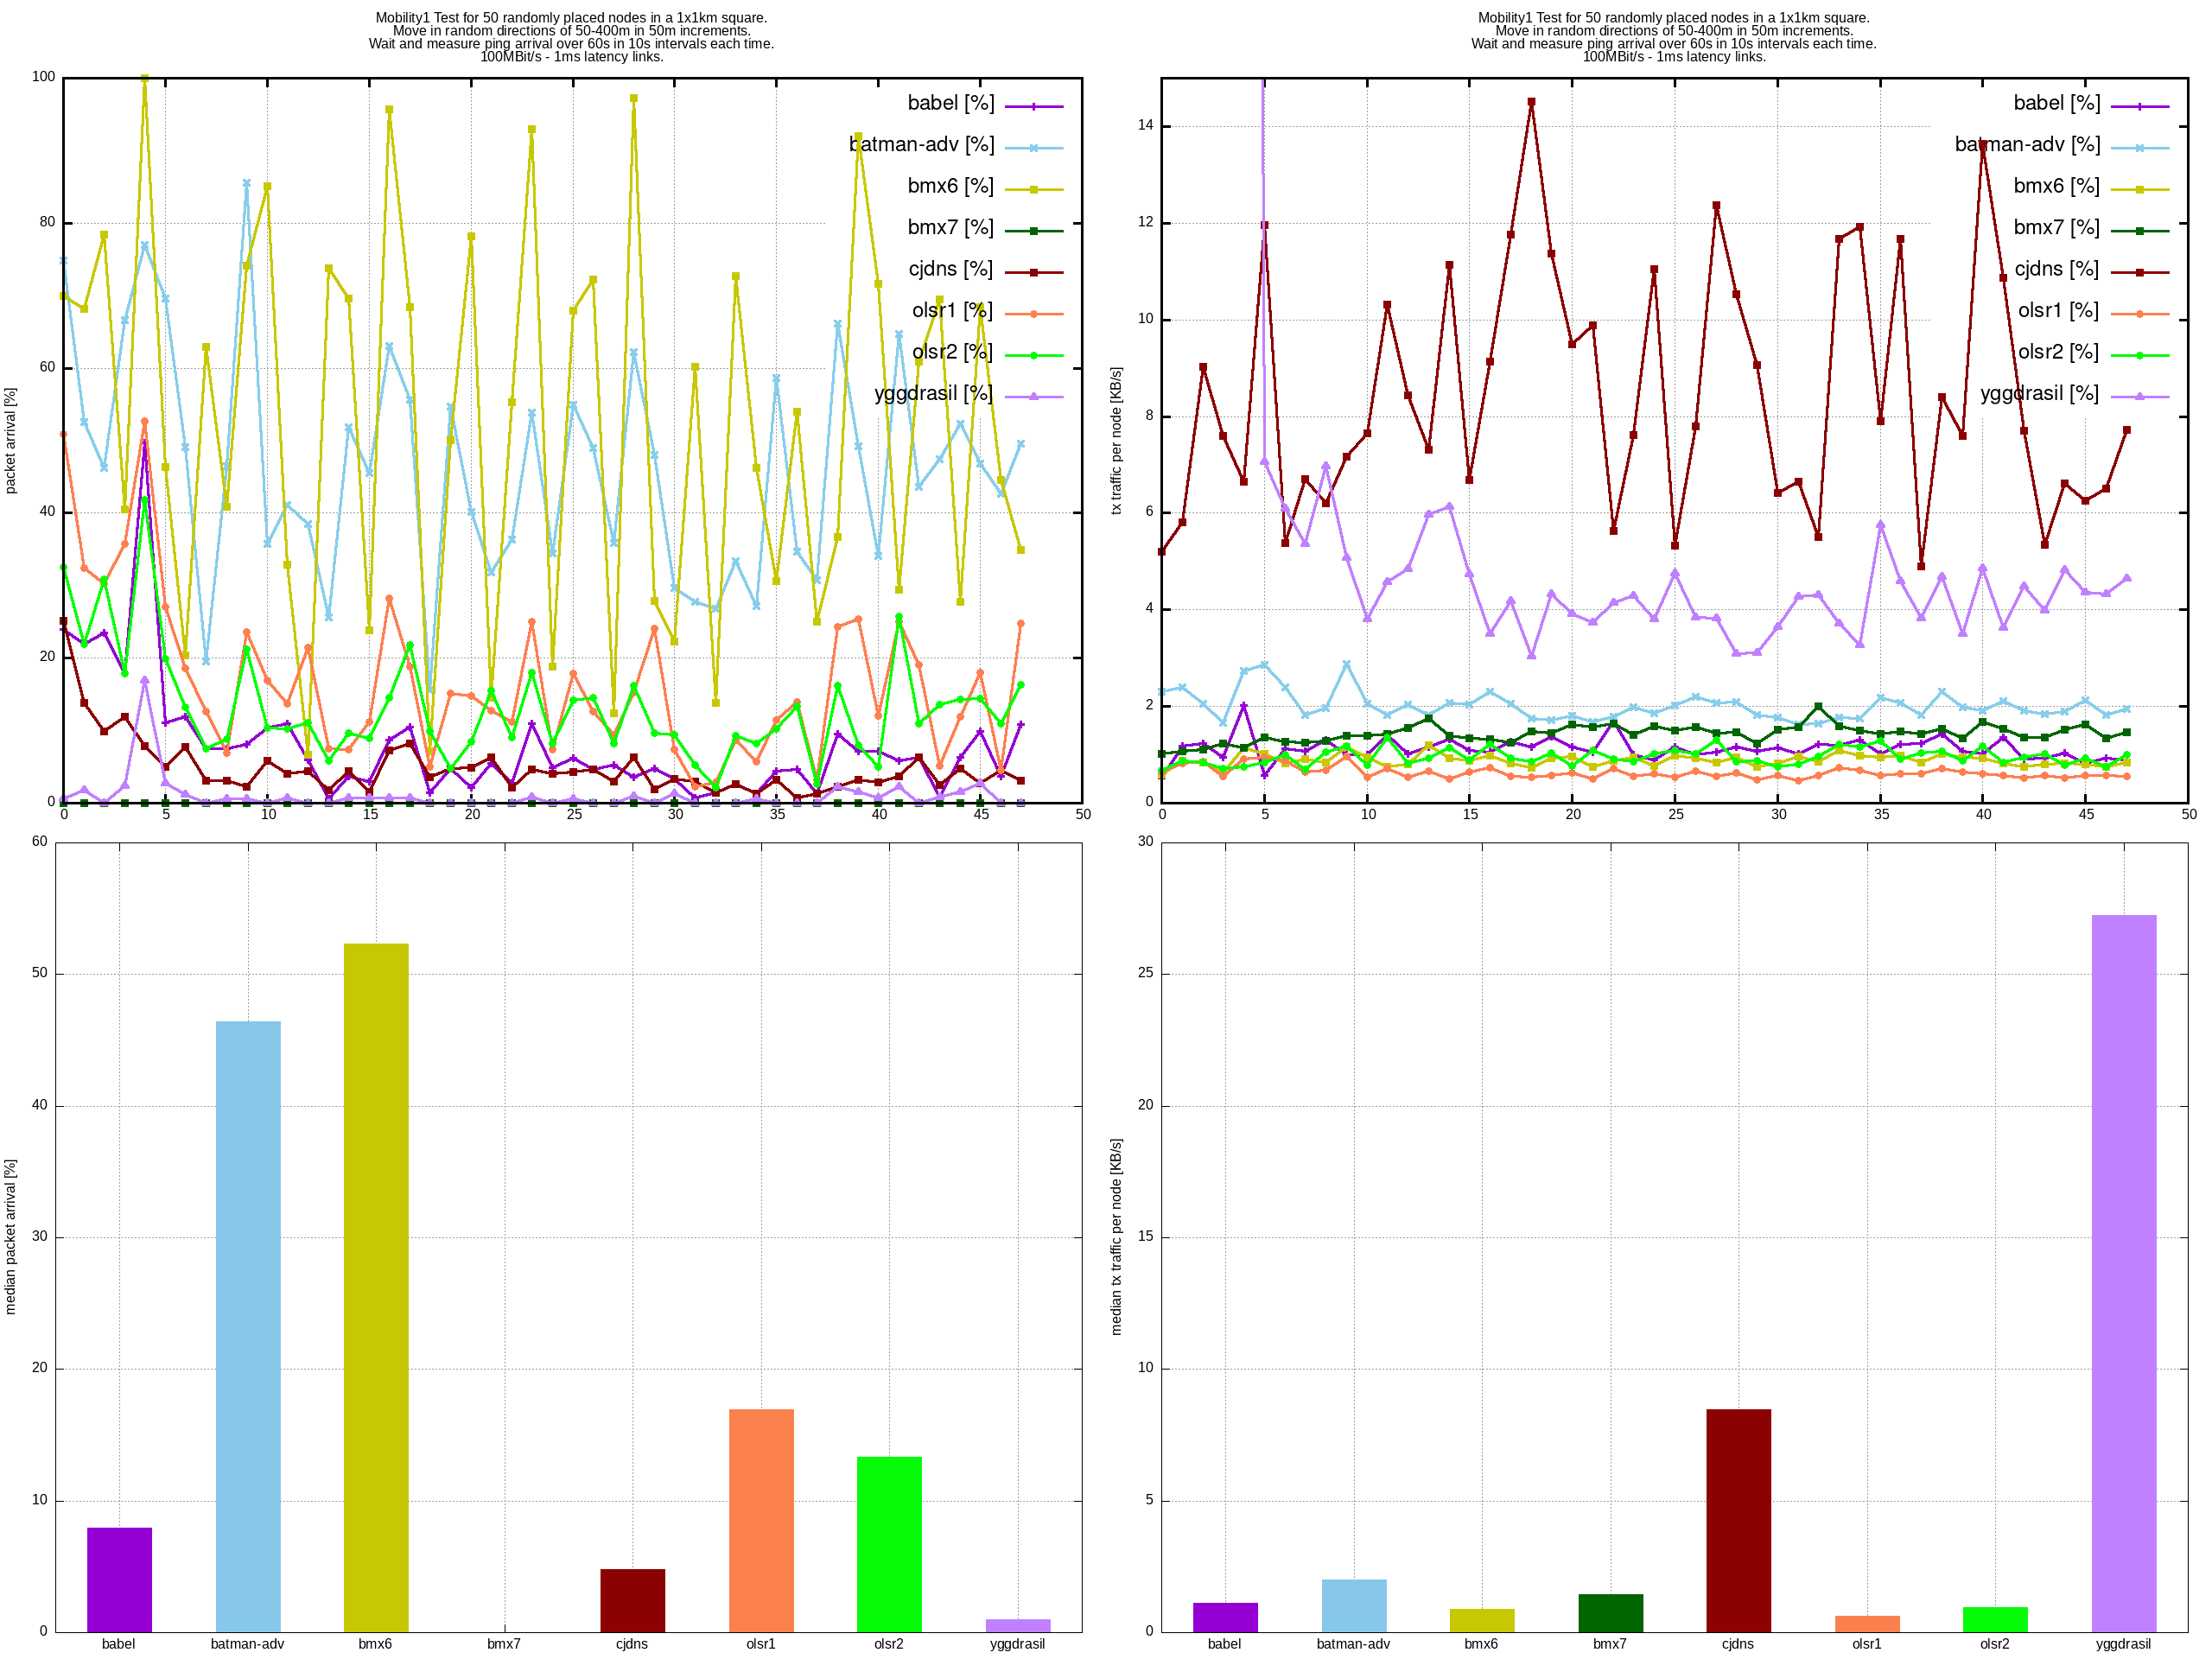 Mobility1 Test for 50 randomly placed nodes in a 1x1km square.
Move in random directions of 50-400m in 50m increments.
Wait and measure ping arrival over 60s in 10s intervals each time.
100MBit/s - 1ms latency links.
packet arrival [%]
100
80
60
40
20
0
babel [%]
batman-adv [%]
bmx6 [%]
bmx7 [%]
cjdns [%]
olsr1 [%]
olsr2 [%]
yggdrasil [%]
0 5 10 15 20 25 30 35 40 45 50
Mobility1 Test for 50 randomly placed nodes in a 1x1km square.
Move in random directions of 50-400m in 50m increments.
Wait and measure ping arrival over 60s in 10s intervals each time.
100MBit/s - 1ms latency links.
tx traffic per node [KB/s]
14
12
10
8
6
4
2
0
babel [%]
batman-adv [%]
bmx6 [%]
bmx7 [%]
cjdns [%]
olsr1 [%]
olsr2 [%]
yggdrasil [%]
0 5 10 15 20 25 30 35 40 45 50
median packet arrival [%]
60
50
40
30
20
10
0
babel batman-adv bmx6 bmx7 cjdns olsr1 olsr2 yggdrasil
median tx traffic per node [KB/s]
30
25
20
15
10
5
0
babel batman-adv bmx6 bmx7 cjdns olsr1 olsr2 yggdrasil